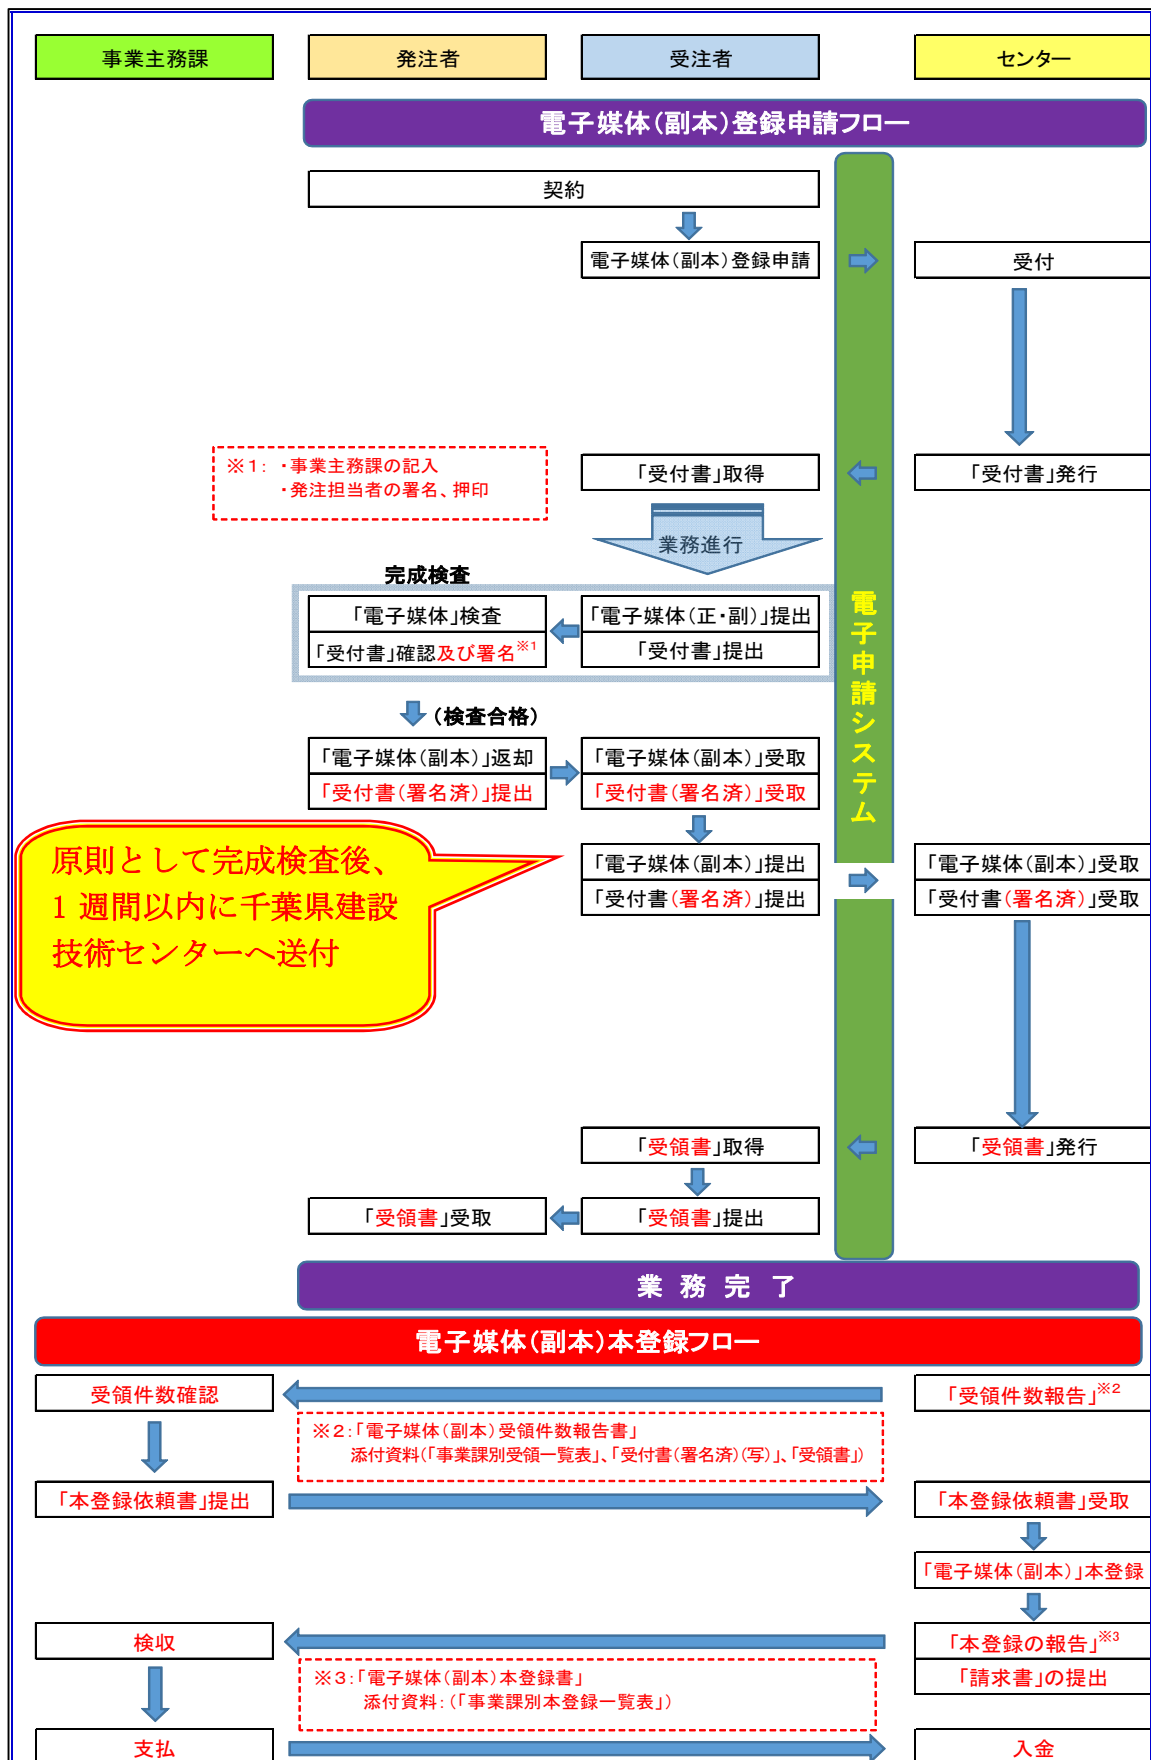 事業主務課
発注者
受注者
センター
電子媒体(副本)登録申請フロー
契約
電子媒体(副本)登録申請
受付
※1: ・事業主務課の記入
・発注担当者の署名、押印
「受付書」取得
「受付書」発行
業務進行
完成検査
「電子媒体」検査
「電子媒体(正・副)」提出
「受付書」確認及び署名※1
「受付書」提出
電子申請システム
(検査合格)
「電子媒体(副本)」返却
「電子媒体(副本)」受取
「受付書(署名済)」提出
「受付書(署名済)」受取
原則として完成検査後、
1 週間以内に千葉県建設
技術センターへ送付
「電子媒体(副本)」提出
「電子媒体(副本)」受取
「受付書(署名済)」提出
「受付書(署名済)」受取
「受領書」取得
「受領書」発行
「受領書」受取
「受領書」提出
業 務 完 了
電子媒体(副本)本登録フロー
受領件数確認
「受領件数報告」※2
※2:「電子媒体(副本)受領件数報告書」
添付資料(「事業課別受領一覧表」、「受付書(署名済)(写)」、「受領書」)
「本登録依頼書」提出
「本登録依頼書」受取
「電子媒体(副本)」本登録
検収
「本登録の報告」※3
※3:「電子媒体(副本)本登録書」
添付資料:(「事業課別本登録一覧表」)
「請求書」の提出
支払
入金